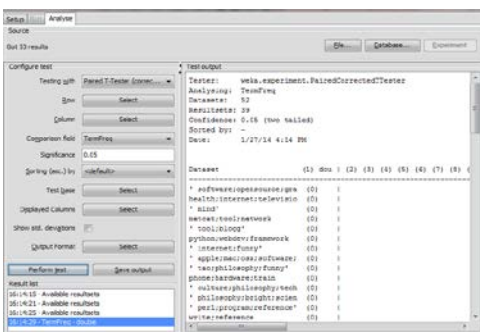 Setup Run Analyse
Source
Got 33 results File... Database... Experiment
Configure test
Testing with Paired T-Tester (correc...
Row Select
Column Select
Comparison field TermFreq
Significance 0.05
Sorting (asc.) by <default>
Test base Select
Displayed Columns Select
Show std. deviations
Output Format Select
Perform test Save output
Result list
16:14:15 - Available resultsets
16:14:21 - Available resultsets
16:14:25 - Available resultsets
16:14:29 - TermFreq - double
Test output
Tester: weka.experiment.PairedCorrectedTTester
Analysing: TermFreq
Datasets: 52
Resultsets: 39
Confidence: 0.05 (two tailed)
Sorted by: -
Date: 1/27/14 4:14 PM
Dataset (1) dou | (2) (3) (4) (5) (6) (7) (8) (
' software;opensource;gra (0) |
health;internet;televisio (0) |
' mind' (0) |
netcat;tool;network (0) |
' tool;blogg' (0) |
python;webdev;framework (0) |
' internet;funny' (0) |
' apple;mac;osx;software; (0) |
' tao;philosophy;funny' (0) |
phone;hardware;train (0) |
' culture;philosophy;tech (0) |
' philosophy;bright;scien (0) |
' perl;program;reference' (0) |
write;reference (0) |